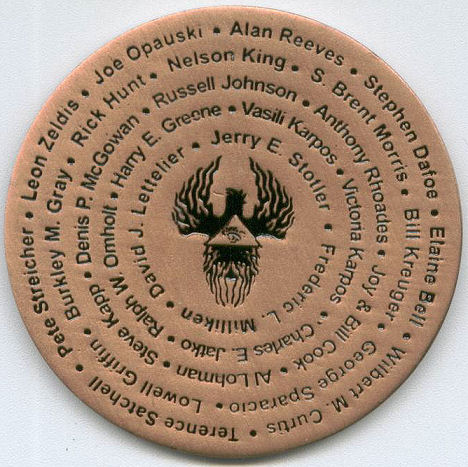 Jerry E. Stotler • Frederic L. Milliken • David J. Lettelier •
Harry E. Greene • Vasili Karpos • Victoria Karpos • Charles E. Jatko • Ralph W. Omholt •
Denis P. McGowan • Russell Johnson • Anthony Rhoades • Joy & Bill Cook • Al Lohman • Steve Kapp •
Burkley M. Gray • Rick Hunt • Nelson King • S. Brent Morris • Bill Kreuger • George Sparacio • Lowell Griffin •
Pete Streicher • Leon Zeldis • Joe Opauski • Alan Reeves • Stephen Dafoe • Elaine Bell • Wilbert M. Curtis • Terence Satchell •